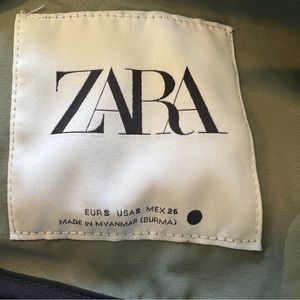 ZARA
EUR S USA S MEX 26
MADE IN MYANMAR (BURMA)